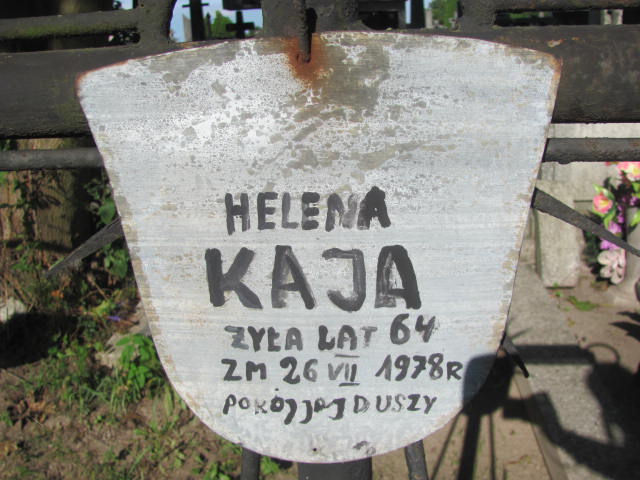 HELENA
KAJA
ŻYŁA LAT 64
ZM 26 VII 1978R
POKÓJ JEJ DUSZY